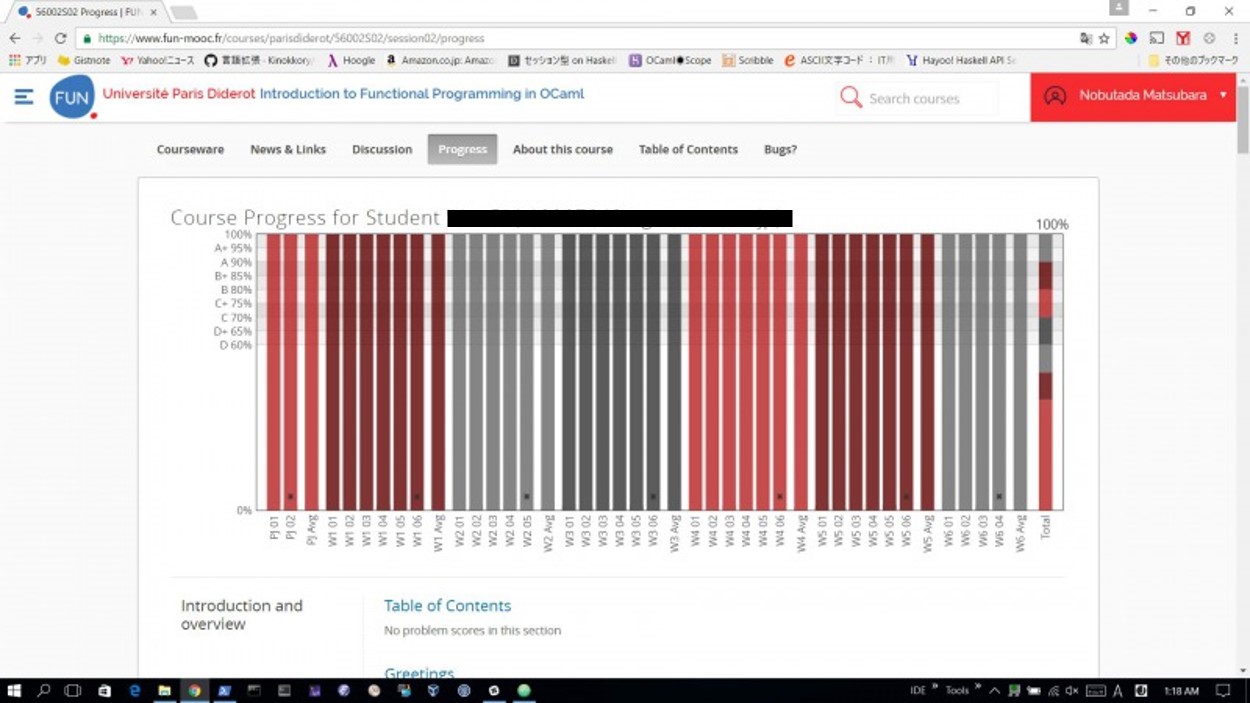 56002S02 Progress | FUN
https://www.fun-mooc.fr/courses/parisdiderot/56002S02/session02/progress
アプリ Gistnote Yahoo!ニュース 言語拡張 - Kinokkory Hoogle Amazon.co.jp: Amazo セッション型 on Haskell OCaml Scope Scribble ASCII文字コード : IT用 Hayoo! Haskell API Se その他のブックマーク
FUN Université Paris Diderot Introduction to Functional Programming in OCaml Search courses Nobutada Matsubara
Courseware News & Links Discussion Progress About this course Table of Contents Bugs?
Course Progress for Student
100%
100%
A+ 95%
A 90%
B+ 85%
B 80%
C+ 75%
C 70%
D+ 65%
D 60%
0%
PJ 01 PJ 02 PJ Avg W1 01 W1 02 W1 03 W1 04 W1 05 W1 06 W1 Avg W2 01 W2 02 W2 03 W2 04 W2 05 W2 Avg W3 01 W3 02 W3 03 W3 04 W3 05 W3 06 W3 Avg W4 01 W4 02 W4 03 W4 04 W4 05 W4 06 W4 Avg W5 01 W5 02 W5 03 W5 04 W5 05 W5 06 W5 Avg W6 01 W6 02 W6 03 W6 04 W6 Avg Total
Introduction and
overview
Table of Contents
No problem scores in this section
Greetings
IDE Tools A 1:18 AM